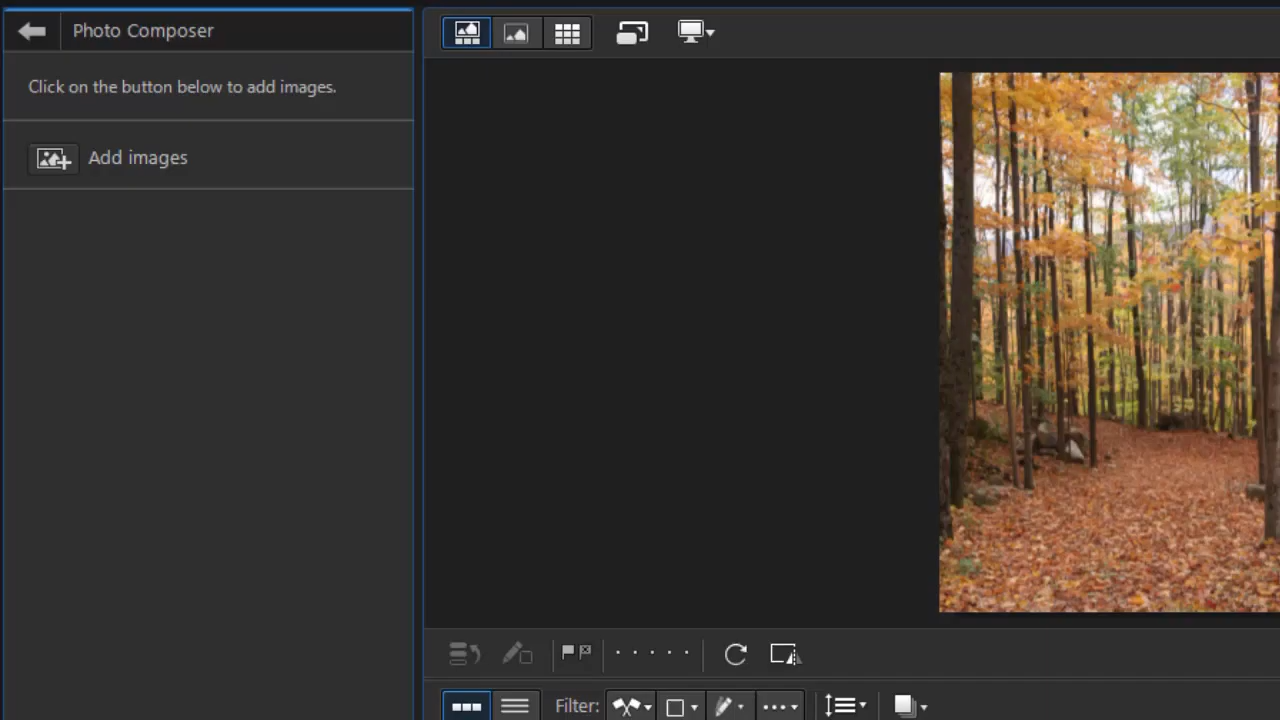 Photo Composer
Click on the button below to add images.
Add images
Filter: